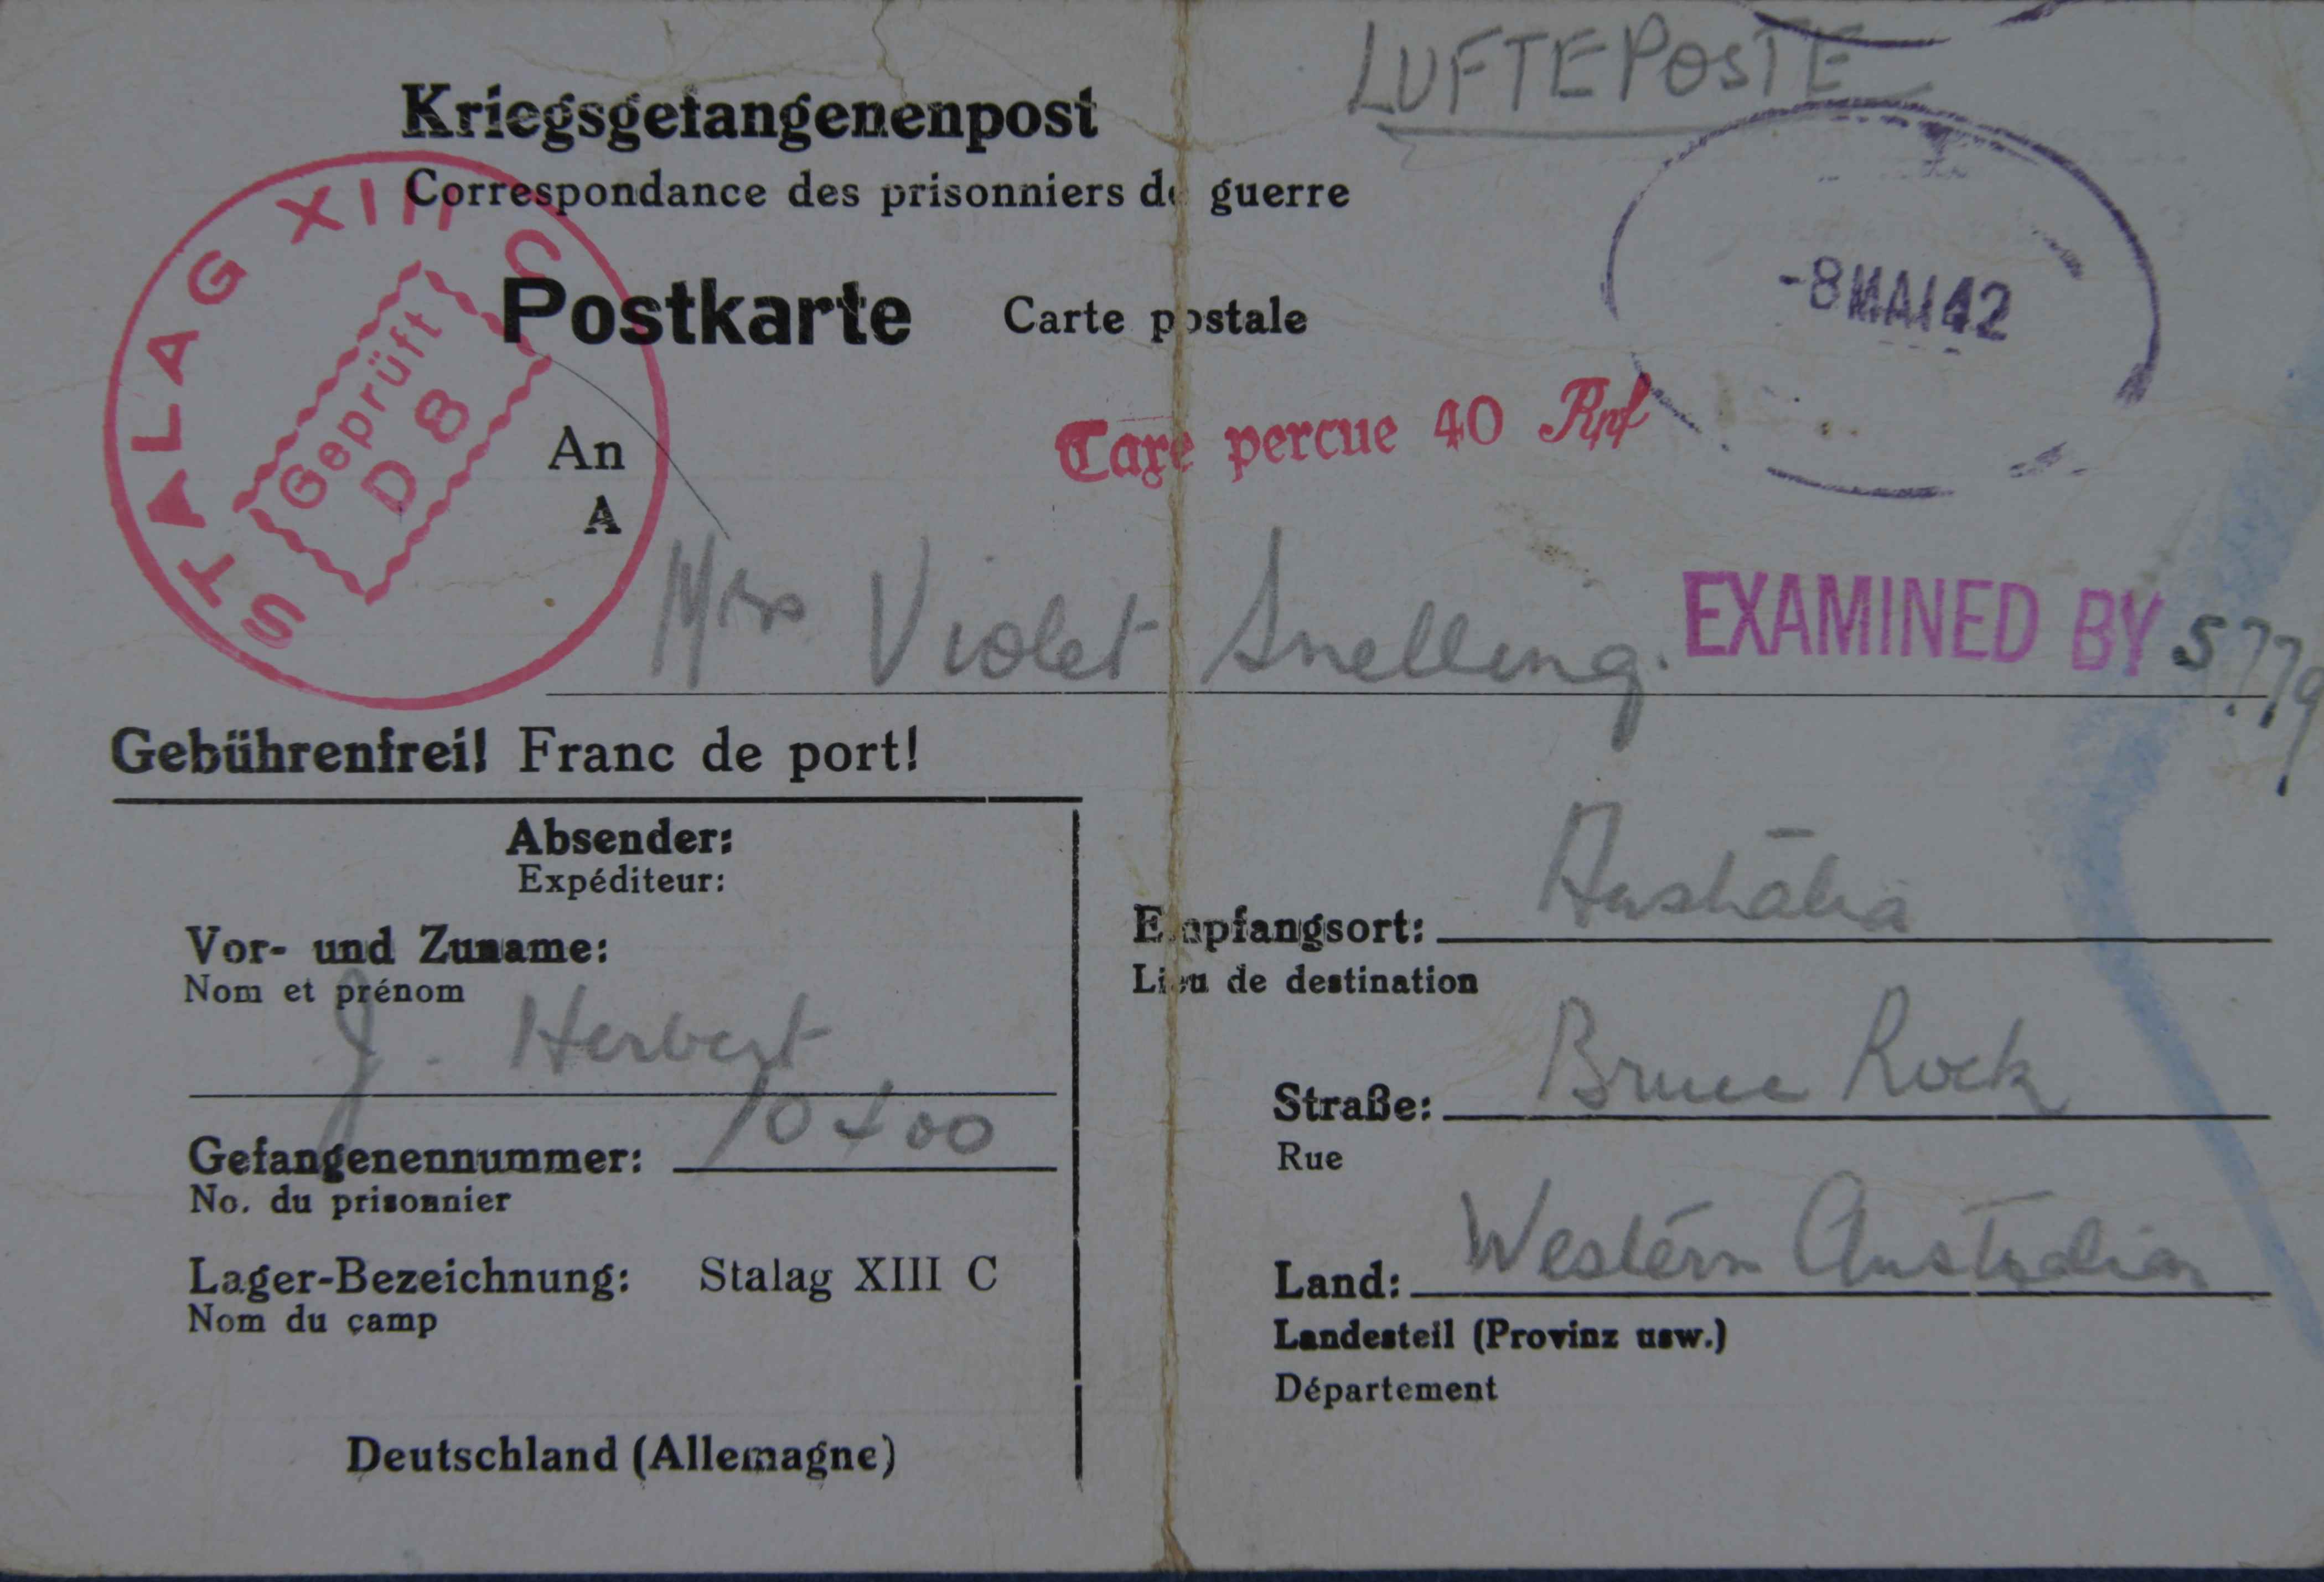 LUFTEPOSTE
Kriegsgefangenenpost
Correspondance des prisonniers de guerre
STALAG XIII C
Geprüft
D 8
Postkarte Carte postale
-8 MAI 42
Taxe percue 40 Rpf
An
A
Violet Snelling.
EXAMINED BY
Gebührenfrei! Franc de port!
Absender:
Expéditeur:
Vor- und Zuname:
Nom et prénom
J. Herbert
Gefangenennummer:
No. du prisonnier
Lager-Bezeichnung: Stalag XIII C
Nom du camp
Deutschland (Allemagne)
Empfangsort: Australia
Lieu de destination
Straße: Bruce Rock
Rue
Land: Western Australia
Landesteil (Provinz usw.)
Département